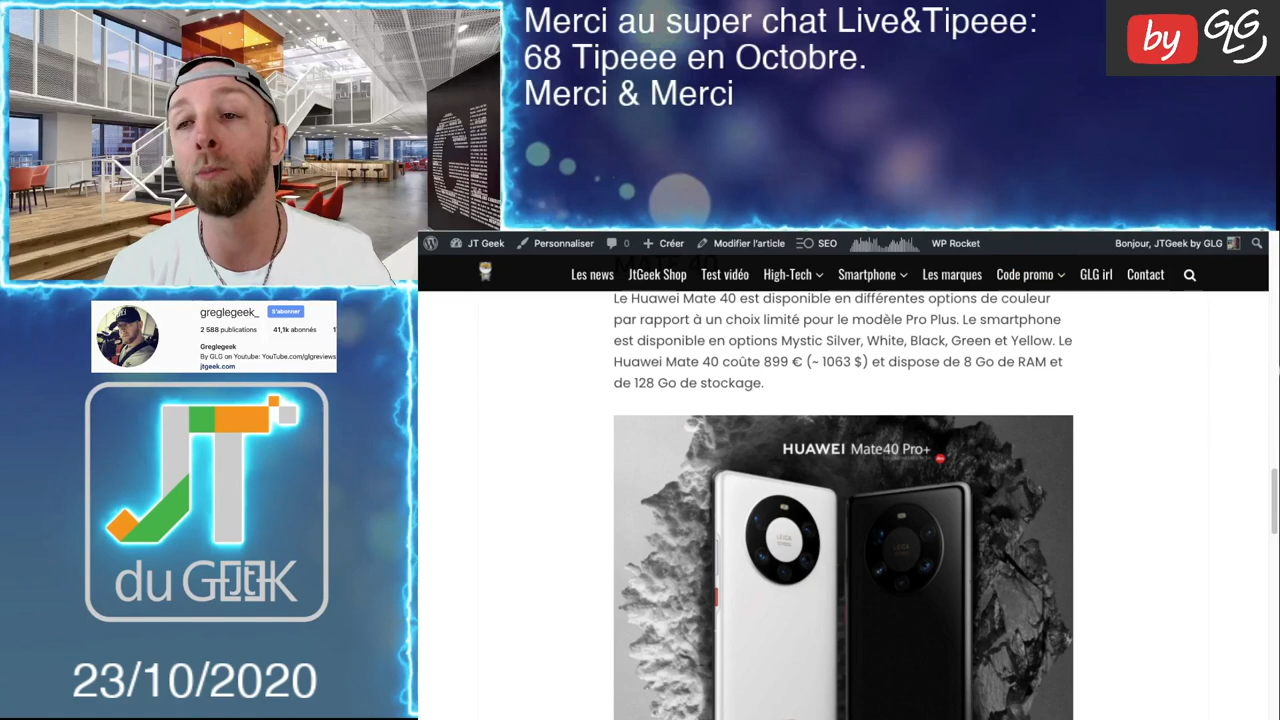 Merci au super chat Live&Tipeee:
68 Tipeee en Octobre.
Merci & Merci
by GLG
JT Geek Personnaliser 0 Créer Modifier l'article SEO WP Rocket Bonjour, JTGeek by GLG
Les news JtGeek Shop Test vidéo High-Tech Smartphone Les marques Code promo GLG irl Contact
Le Huawei Mate 40 est disponible en différentes options de couleur
par rapport à un choix limité pour le modèle Pro Plus. Le smartphone
est disponible en options Mystic Silver, White, Black, Green et Yellow. Le
Huawei Mate 40 coûte 899 € (~ 1063 $) et dispose de 8 Go de RAM et
de 128 Go de stockage.
HUAWEI Mate40 Pro+
LEICA
LEICA
greglegeek_ S'abonner
2 588 publications 41,1k abonnés 1
Greglegeek
By GLG on Youtube: YouTube.com/glgreviews
jtgeek.com
JT
du GEEK
23/10/2020